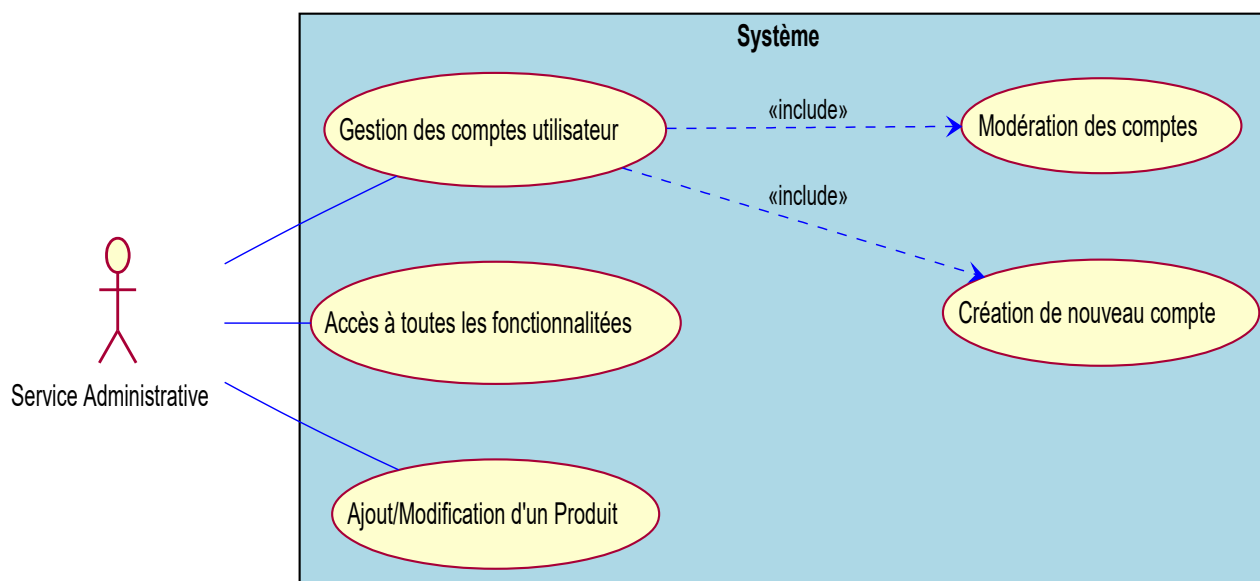 Système
Gestion des comptes utilisateur
«include»
Modération des comptes
«include»
Accès à toutes les fonctionnalitées
Création de nouveau compte
Service Administrative
Ajout/Modification d'un Produit